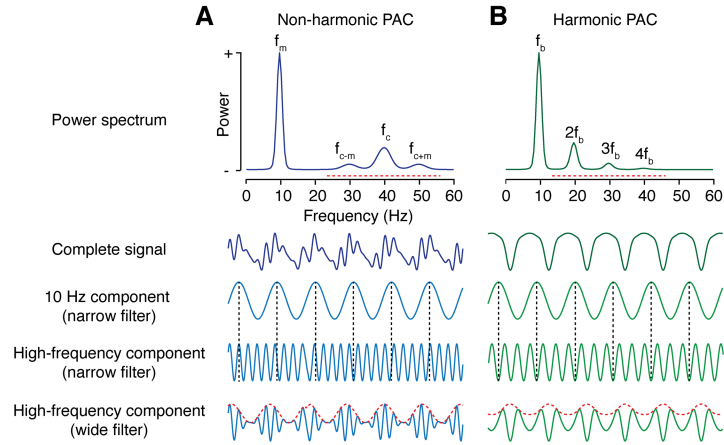 A Non-harmonic PAC
B Harmonic PAC
Power spectrum
Power
+
-
fm
fc-m
fc
fc+m
0 10 20 30 40 50 60
Frequency (Hz)
fb
2fb
3fb
4fb
0 10 20 30 40 50 60
Complete signal
10 Hz component
(narrow filter)
High-frequency component
(narrow filter)
High-frequency component
(wide filter)